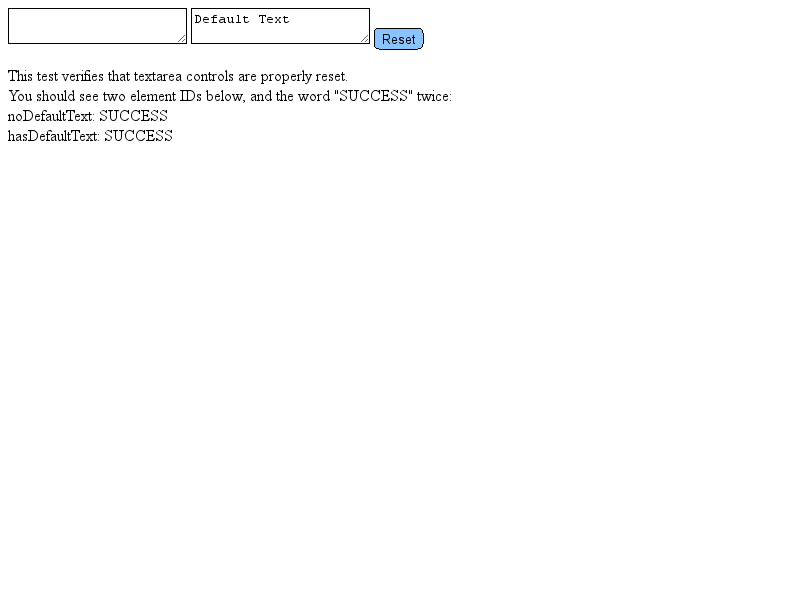 Default Text
Reset
This test verifies that textarea controls are properly reset.
You should see two element IDs below, and the word "SUCCESS" twice:
noDefaultText: SUCCESS
hasDefaultText: SUCCESS